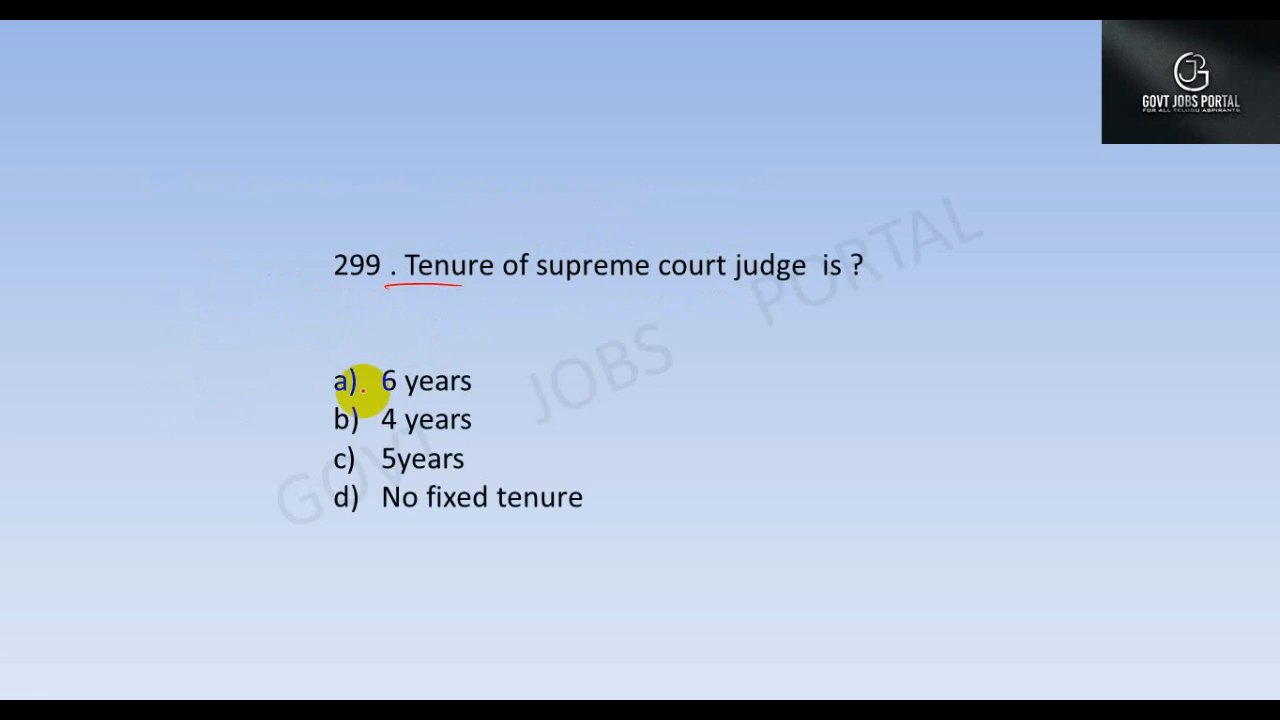 GOVT JOBS PORTAL
FOR ALL TELUGU ASPIRANTS
299 . Tenure of supreme court judge is ?
a) 6 years
b) 4 years
c) 5years
d) No fixed tenure
GOVT JOBS PORTAL